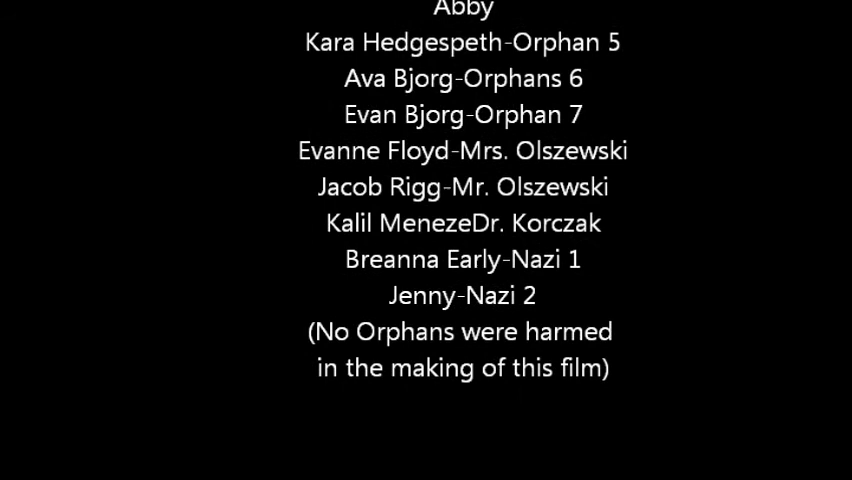 Abby
Kara Hedgespeth-Orphan 5
Ava Bjorg-Orphans 6
Evan Bjorg-Orphan 7
Evanne Floyd-Mrs. Olszewski
Jacob Rigg-Mr. Olszewski
Kalil MenezeDr. Korczak
Breanna Early-Nazi 1
Jenny-Nazi 2
(No Orphans were harmed
in the making of this film)